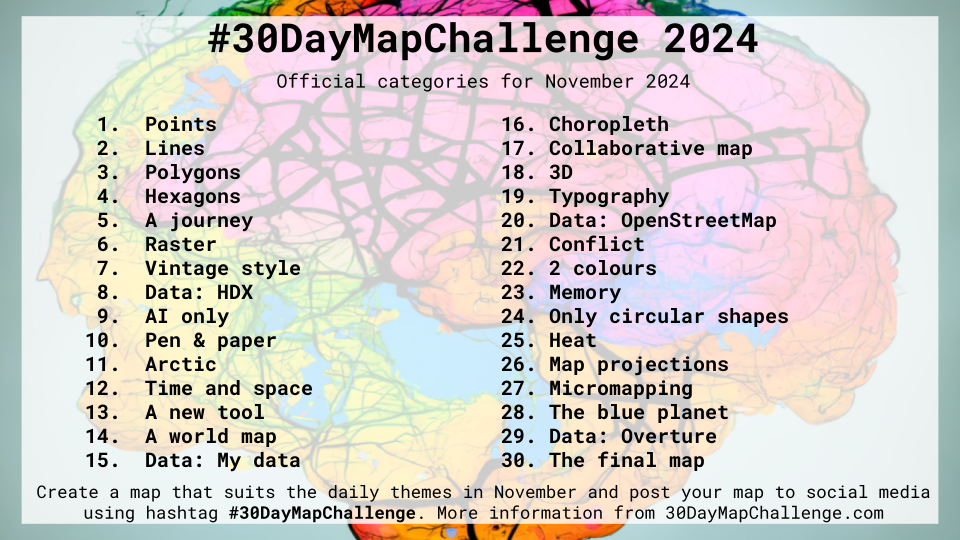 #30DayMapChallenge 2024
Official categories for November 2024
1. Points
2. Lines
3. Polygons
4. Hexagons
5. A journey
6. Raster
7. Vintage style
8. Data: HDX
9. AI only
10. Pen & paper
11. Arctic
12. Time and space
13. A new tool
14. A world map
15. Data: My data
16. Choropleth
17. Collaborative map
18. 3D
19. Typography
20. Data: OpenStreetMap
21. Conflict
22. 2 colours
23. Memory
24. Only circular shapes
25. Heat
26. Map projections
27. Micromapping
28. The blue planet
29. Data: Overture
30. The final map
Create a map that suits the daily themes in November and post your map to social media
using hashtag #30DayMapChallenge. More information from 30DayMapChallenge.com